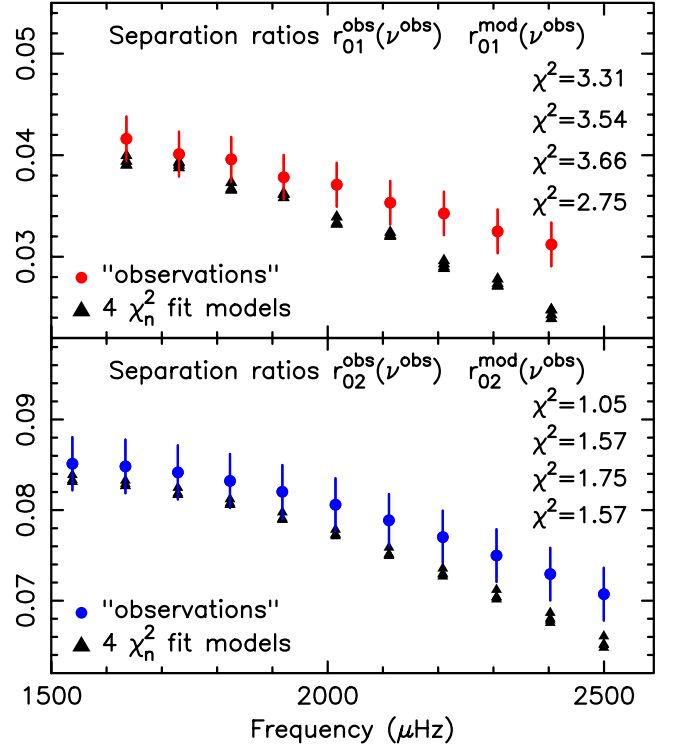 Separation ratios r₀₁ᵒᵇˢ(νᵒᵇˢ) r₀₁ᵐᵒᵈ(νᵒᵇˢ)
χ²=3.31
χ²=3.54
χ²=3.66
χ²=2.75
0.05
0.04
0.03
"observations"
4 χₙ² fit models
Separation ratios r₀₂ᵒᵇˢ(νᵒᵇˢ) r₀₂ᵐᵒᵈ(νᵒᵇˢ)
χ²=1.05
χ²=1.57
χ²=1.75
χ²=1.57
0.09
0.08
0.07
"observations"
4 χₙ² fit models
1500 2000 2500
Frequency (μHz)